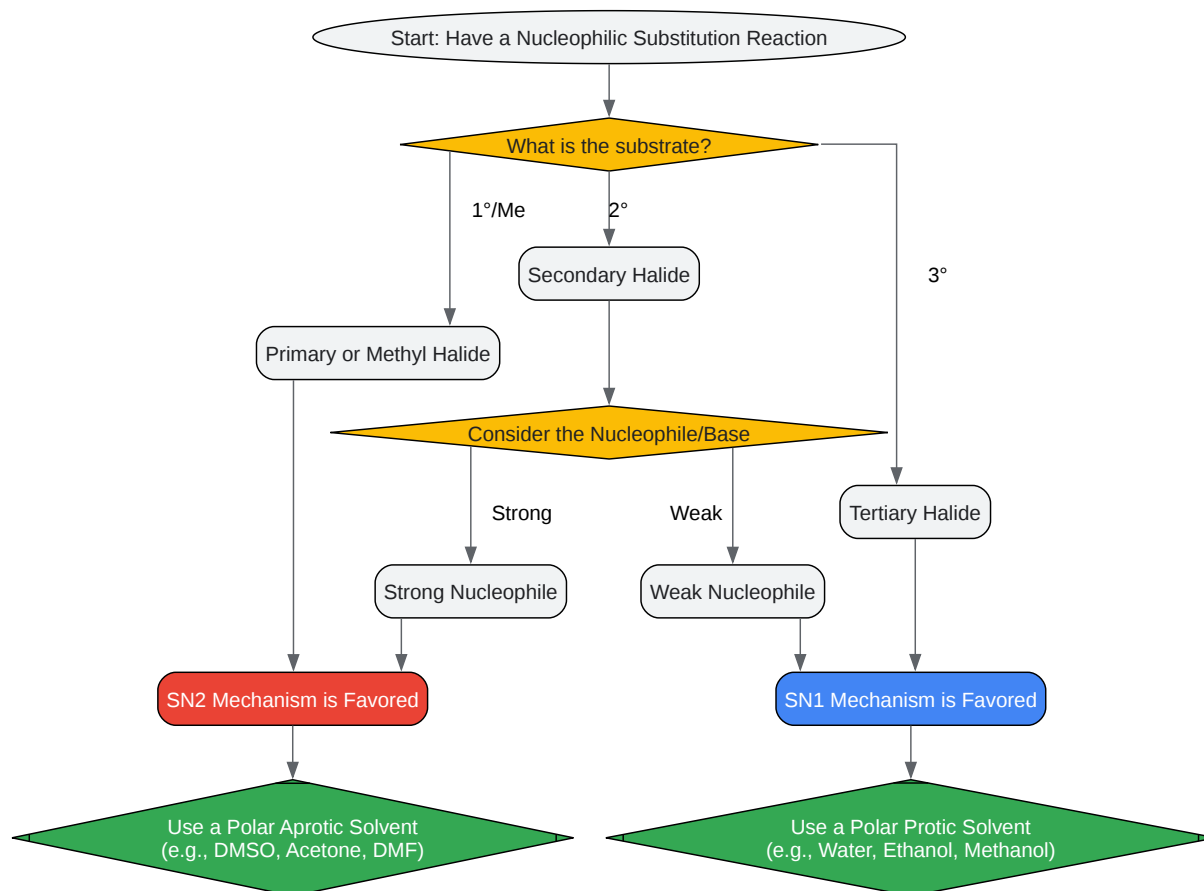 Start: Have a Nucleophilic Substitution Reaction
What is the substrate?
1°/Me
2°
3°
Secondary Halide
Primary or Methyl Halide
Consider the Nucleophile/Base
Strong
Weak
Tertiary Halide
Strong Nucleophile
Weak Nucleophile
SN2 Mechanism is Favored
SN1 Mechanism is Favored
Use a Polar Aprotic Solvent
(e.g., DMSO, Acetone, DMF)
Use a Polar Protic Solvent
(e.g., Water, Ethanol, Methanol)